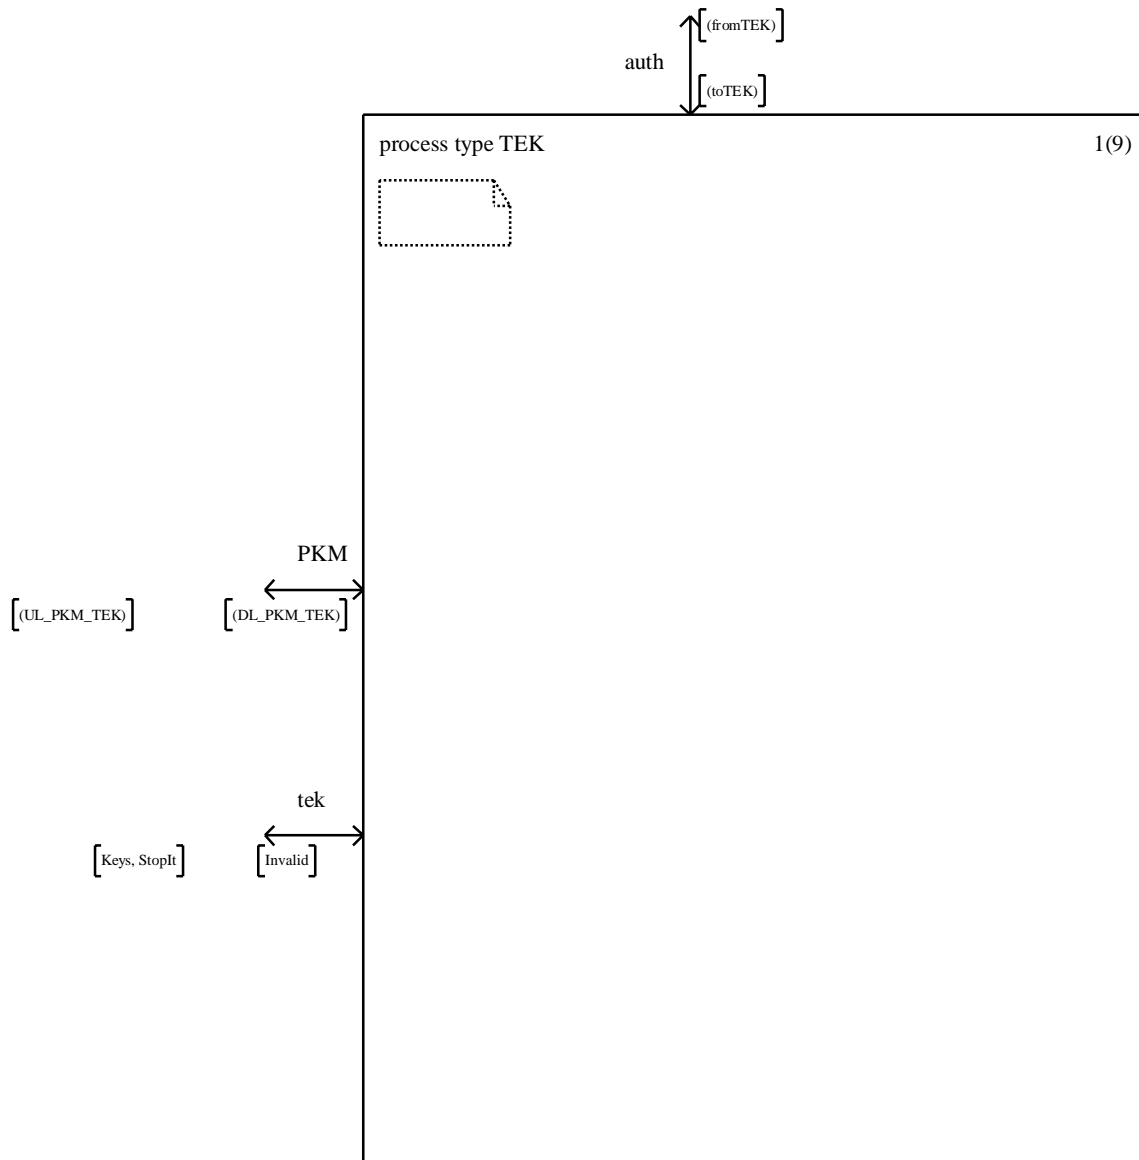 [(fromTEK)]
auth
[(toTEK)]
process type TEK 1(9)
PKM
[(UL_PKM_TEK)] [(DL_PKM_TEK)]
tek
[Keys, StopIt] [Invalid]